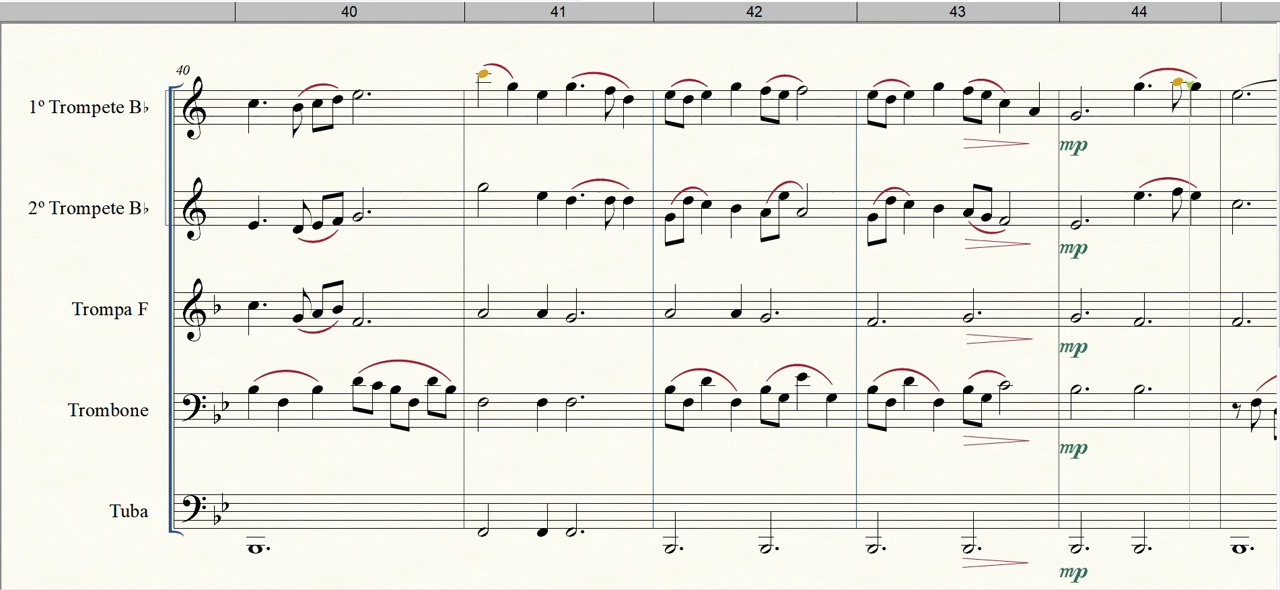 40 41 42 43 44
40
1º Trompete B♭
2º Trompete B♭
mp
Trompa F
mp
Trombone
mp
Tuba
mp
mp